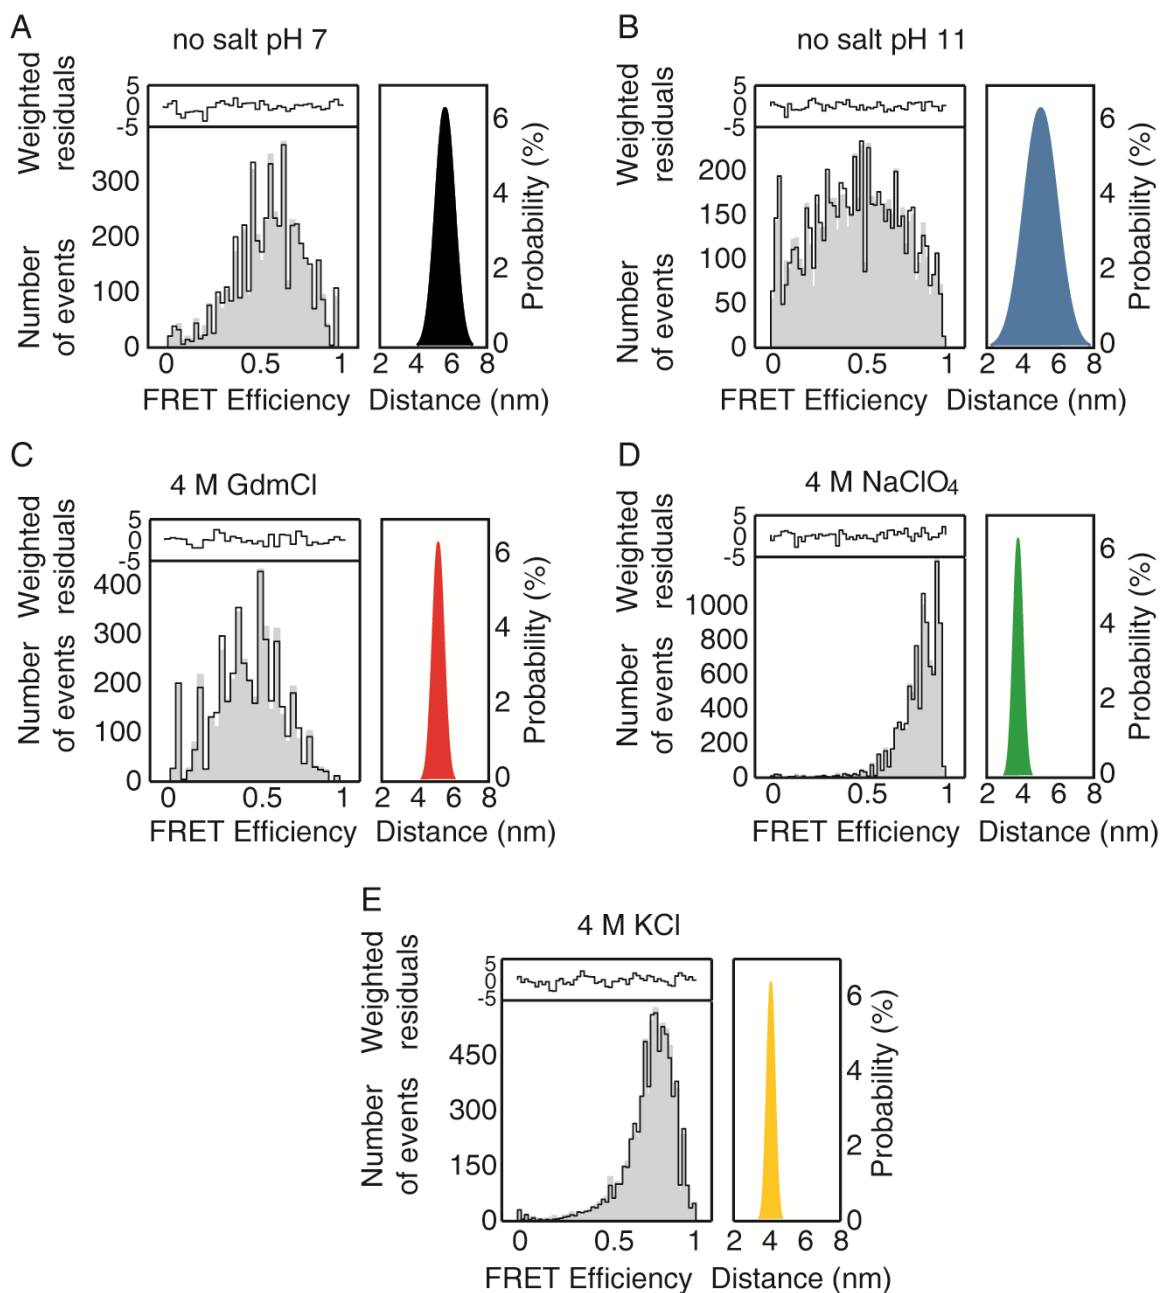 A
no salt pH 7
Weighted
residuals
5
0
-5
Number
of events
300
200
100
0
0 0.5 1
FRET Efficiency
2 4 6 8
Distance (nm)
6
4
2
0
Probability (%)
B
no salt pH 11
Weighted
residuals
5
0
-5
Number
of events
200
150
100
50
0
0 0.5 1
FRET Efficiency
2 4 6 8
Distance (nm)
6
4
2
0
Probability (%)
C
4 M GdmCl
Weighted
residuals
5
0
-5
Number
of events
400
300
200
100
0
0 0.5 1
FRET Efficiency
2 4 6 8
Distance (nm)
6
4
2
0
Probability (%)
D
4 M NaClO₄
Weighted
residuals
5
0
-5
Number
of events
1000
800
600
400
200
0
0 0.5 1
FRET Efficiency
2 4 6 8
Distance (nm)
6
4
2
0
Probability (%)
E
4 M KCl
Weighted
residuals
5
0
-5
Number
of events
450
300
150
0
0 0.5 1
FRET Efficiency
2 4 6 8
Distance (nm)
6
4
2
0
Probability (%)